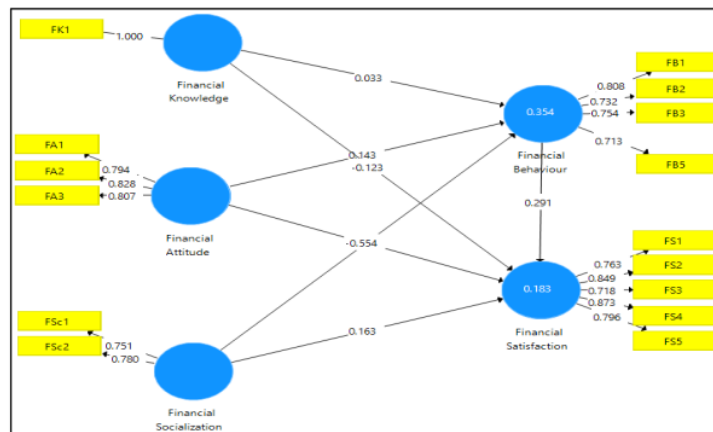 FK1
1.000
Financial
Knowledge
0.033
FB1
0.808
FB2
0.732
FB3
0.754
0.354
0.713
FB5
Financial
Behaviour
FA1
0.794
FA2
0.828
FA3
0.807
0.143
-0.123
Financial
Attitude
0.291
-0.554
FS1
0.763
FS2
0.849
FS3
0.718
0.183
FS4
0.873
FS5
0.796
Financial
Satisfaction
0.163
FSc1
0.751
FSc2
0.780
Financial
Socialization